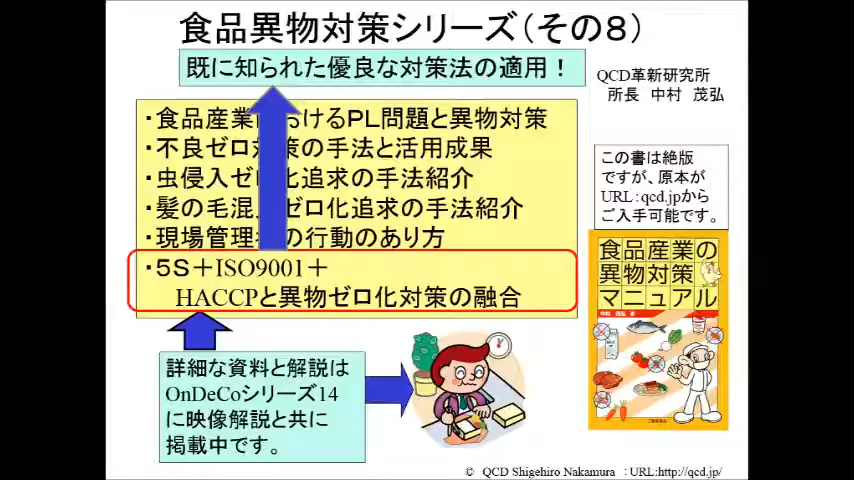 食品異物対策シリーズ(その8)
既に知られた優良な対策法の適用!
QCD革新研究所
所長 中村 茂弘
・食品産業におけるPL問題と異物対策
・不良ゼロ対策の手法と活用成果
・虫侵入ゼロ化追求の手法紹介
・髪の毛混入ゼロ化追求の手法紹介
・現場管理者の行動のあり方
・5S+ISO9001+
HACCPと異物ゼロ化対策の融合
この書は絶版
ですが、原本が
URL:qcd.jpから
ご入手可能です。
食品産業の
異物対策
マニュアル
中村 茂弘 著
詳細な資料と解説は
OnDeCoシリーズ14
に映像解説と共に
掲載中です。
© QCD Shigehiro Nakamura :URL:http://qcd.jp/